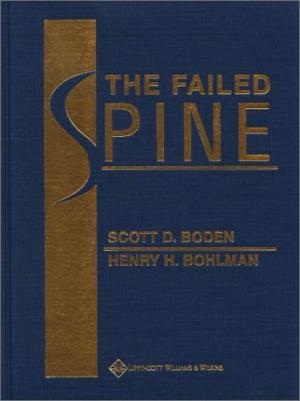 THE FAILED
SPINE
SCOTT D. BODEN
HENRY H. BOHLMAN
LIPPINCOTT WILLIAMS & WILKINS